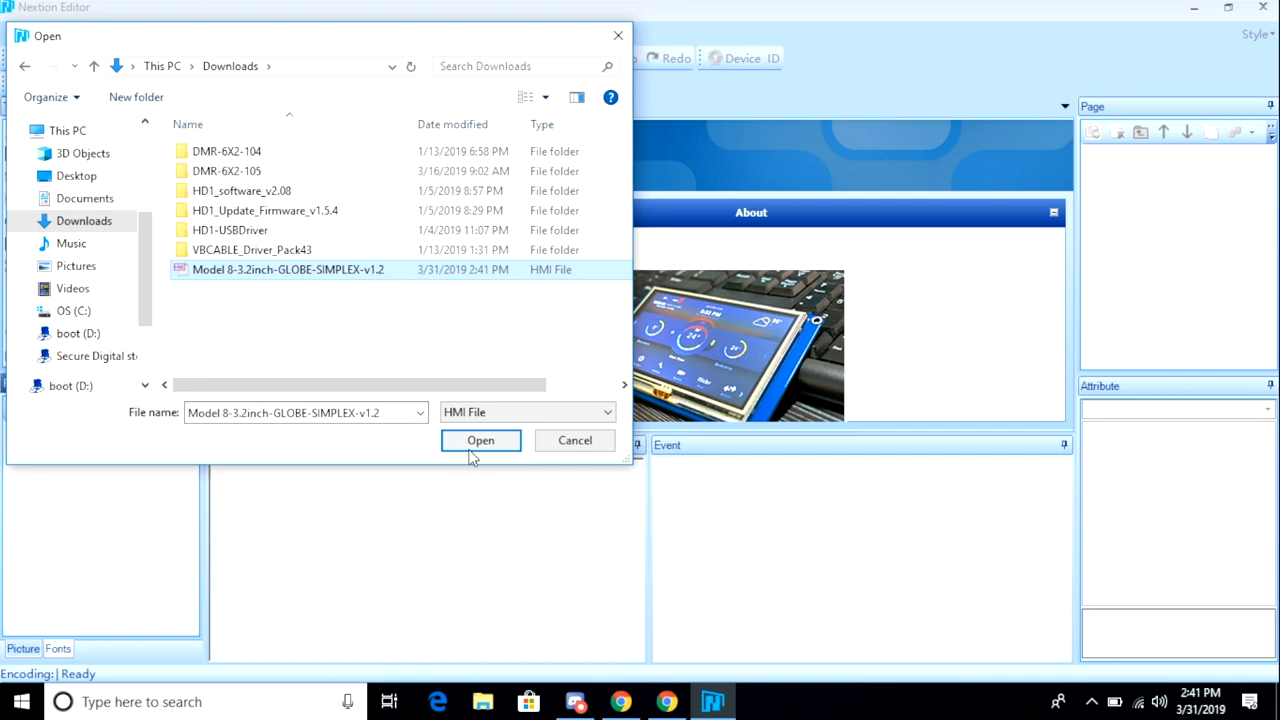 Nextion Editor
Style
Open
Redo
Device ID
This PC
Downloads
Search Downloads
Organize
New folder
Page
Name
Date modified
Type
This PC
3D Objects
Desktop
Documents
Downloads
Music
Pictures
Videos
OS (C:)
boot (D:)
Secure Digital st
boot (D:)
DMR-6X2-104 1/13/2019 6:58 PM File folder
DMR-6X2-105 3/16/2019 9:02 AM File folder
HD1_software_v2.08 1/5/2019 8:57 PM File folder
HD1_Update_Firmware_v1.5.4 1/5/2019 8:29 PM File folder
HD1-USBDriver 1/4/2019 11:07 PM File folder
VBCABLE_Driver_Pack43 1/13/2019 1:31 PM File folder
Model 8-3.2inch-GLOBE-SIMPLEX-v1.2 3/31/2019 2:41 PM HMI File
About
Attribute
File name: Model 8-3.2inch-GLOBE-SIMPLEX-v1.2
HMI File
Open
Cancel
Event
Picture
Fonts
Encoding:| Ready
Type here to search
2:41 PM
3/31/2019